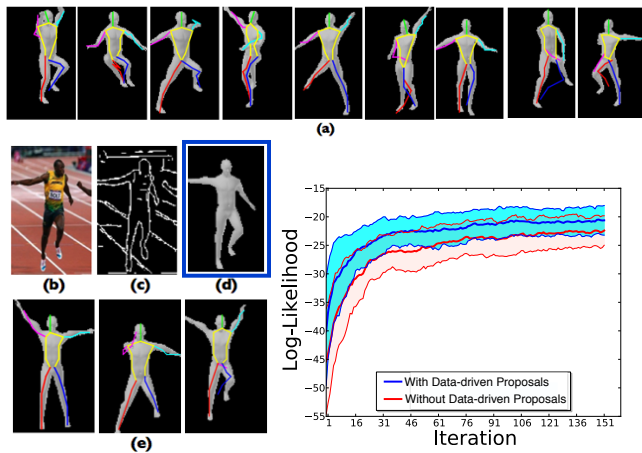 (a)
(b)
(c)
(d)
(e)
Log-Likelihood
−15
−20
−25
−30
−35
−40
−45
−50
−55
1
16
31
46
61
76
91
106
121
136
151
Iteration
With Data-driven Proposals
Without Data-driven Proposals